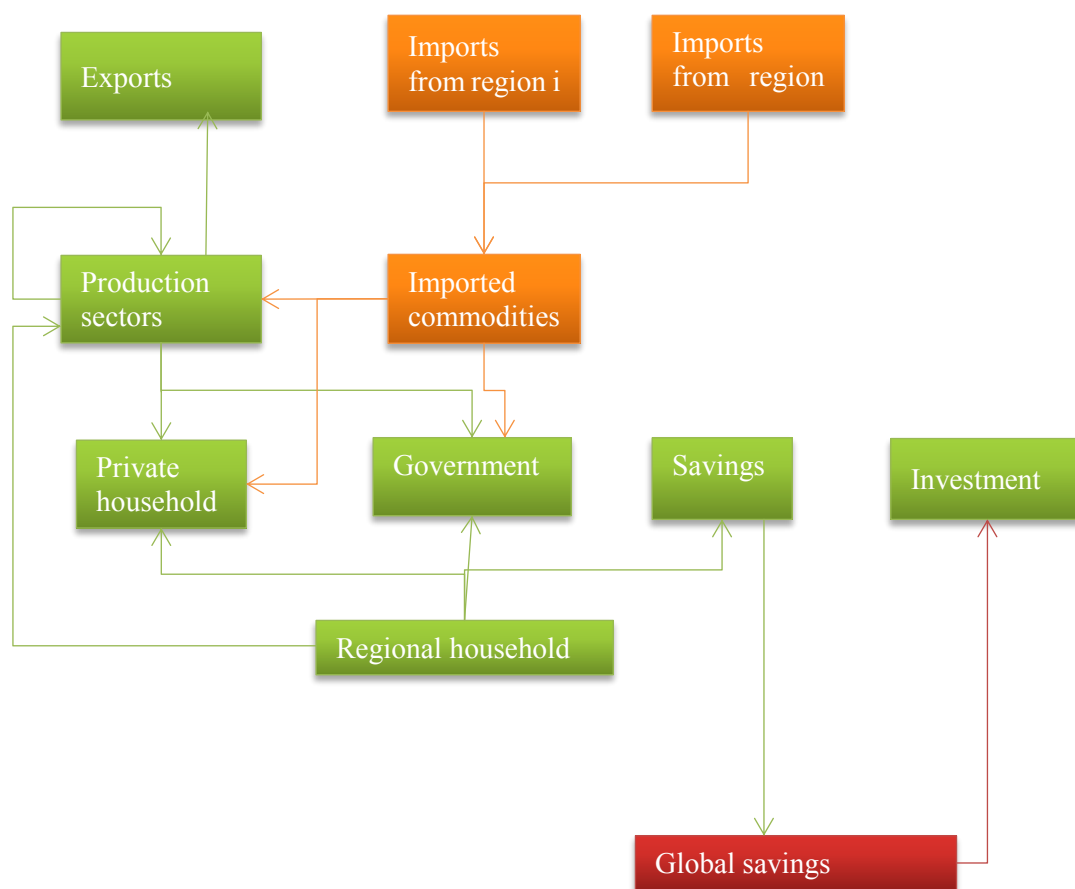 Exports
Imports
from region i
Imports
from region
Production
sectors
Imported
commodities
Private
household
Government
Savings
Investment
Regional household
Global savings